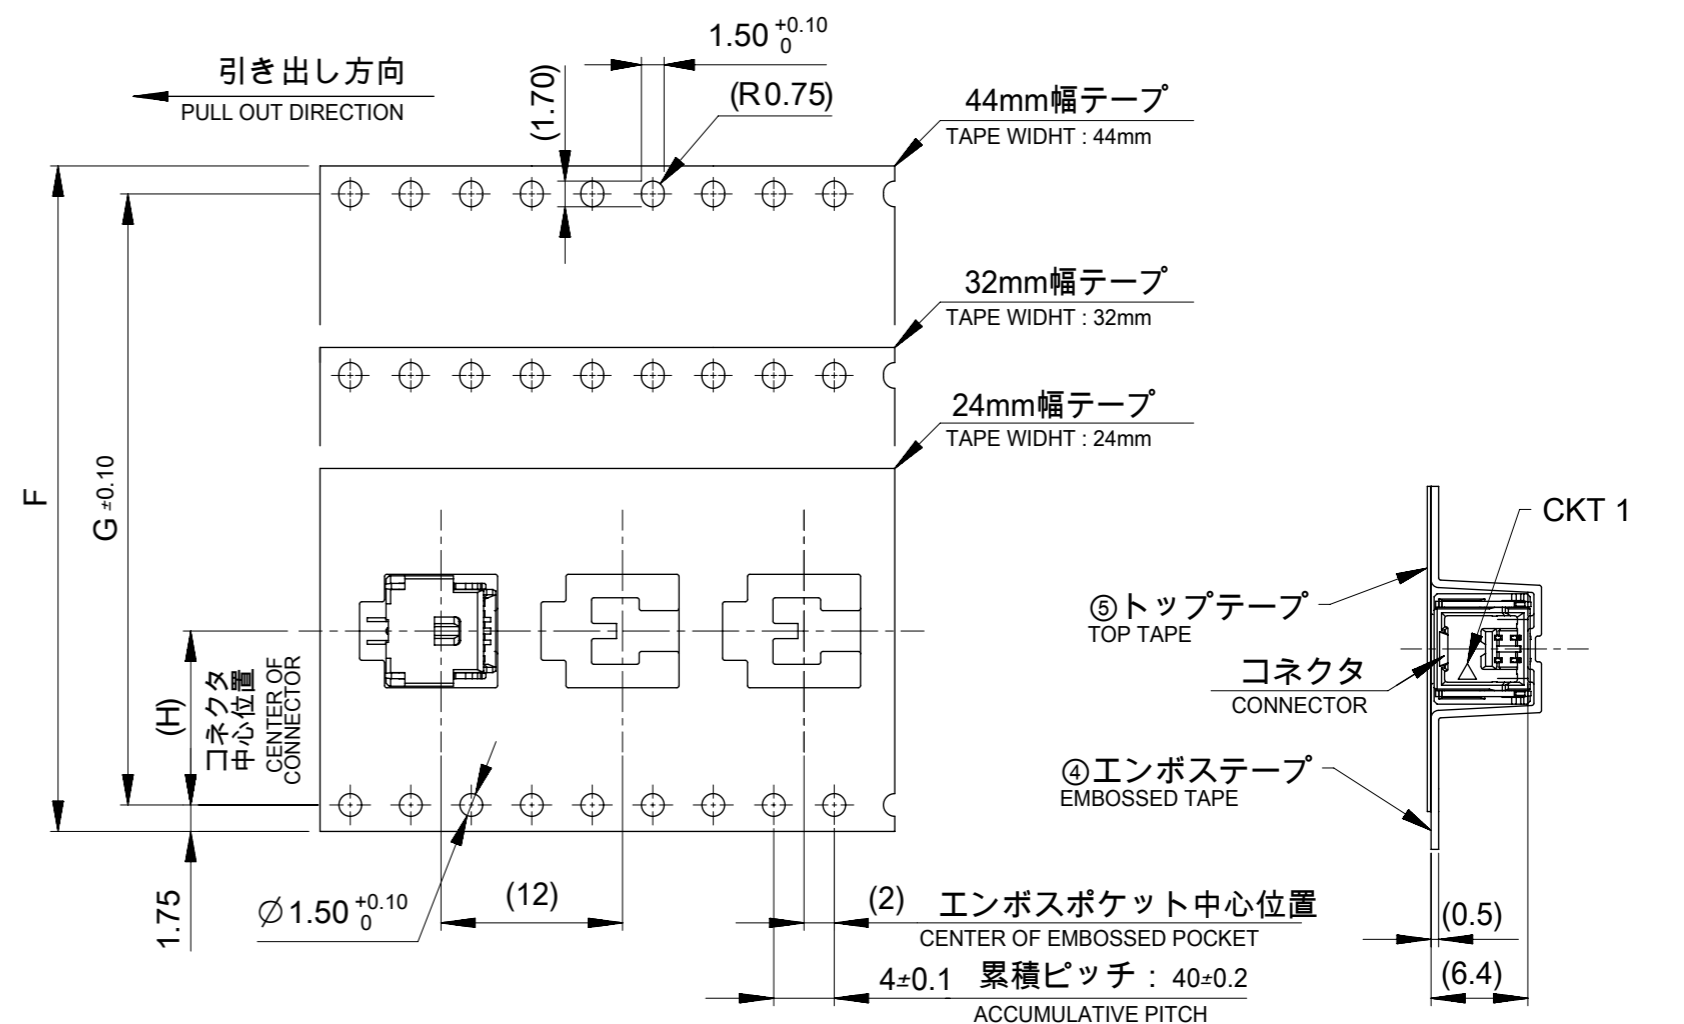 引き出し方向
PULL OUT DIRECTION
1.50 +0.10 0
(1.70)
(R0.75)
44mm幅テープ
TAPE WIDHT : 44mm
32mm幅テープ
TAPE WIDHT : 32mm
24mm幅テープ
TAPE WIDHT : 24mm
F
G ±0.10
(H)
コネクタ
中心位置
CENTER OF
CONNECTOR
1.75
∅1.50 +0.10 0
(12)
(2)
エンボスポケット中心位置
CENTER OF EMBOSSED POCKET
4±0.1
累積ピッチ : 40±0.2
ACCUMULATIVE PITCH
CKT 1
⑤トップテープ
TOP TAPE
コネクタ
CONNECTOR
④エンボステープ
EMBOSSED TAPE
(0.5)
(6.4)